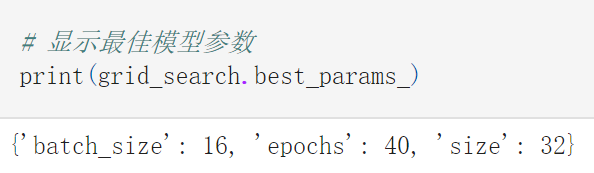 # 显示最佳模型参数
print(grid_search.best_params_)
{'batch_size': 16, 'epochs': 40, 'size': 32}